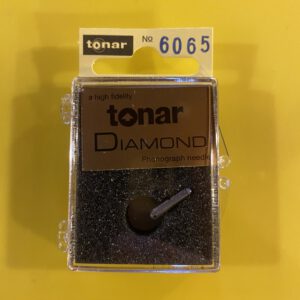 tonar
No 6065
a high fidelity
tonar
DIAMOND
Phonograph needle